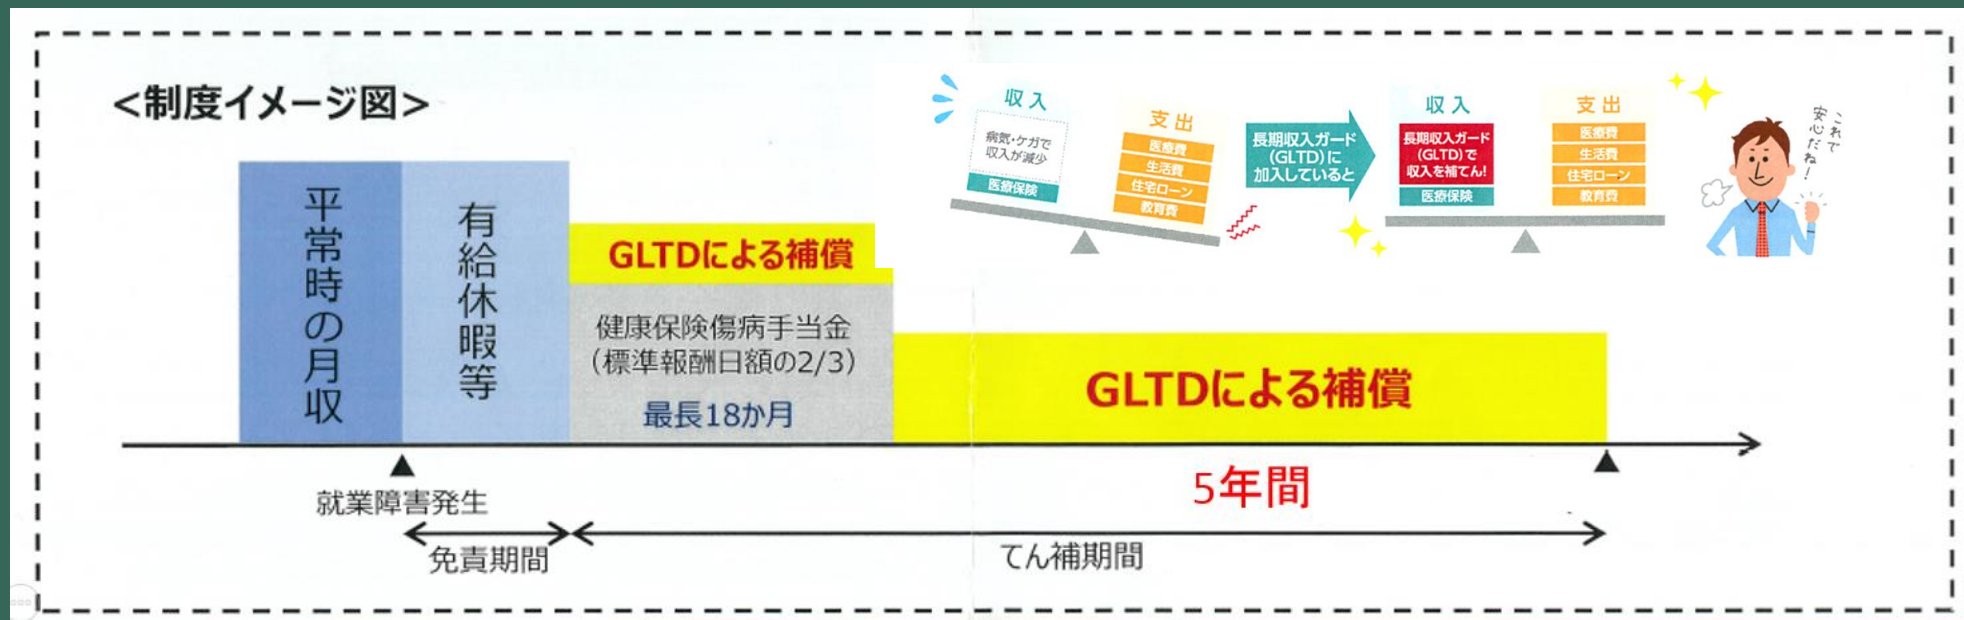 <制度イメージ図>
収入
病気・ケガで
収入が減少
医療保険
支出
医療費
生活費
住宅ローン
教育費
長期収入ガード
(GLTD)に
加入していると
収入
長期収入ガード
(GLTD)で
収入を補てん!
医療保険
支出
医療費
生活費
住宅ローン
教育費
これで
安心だね!
平常時の月収
有給休暇等
GLTDによる補償
健康保険傷病手当金
(標準報酬日額の2/3)
最長18か月
GLTDによる補償
就業障害発生
5年間
免責期間
てん補期間